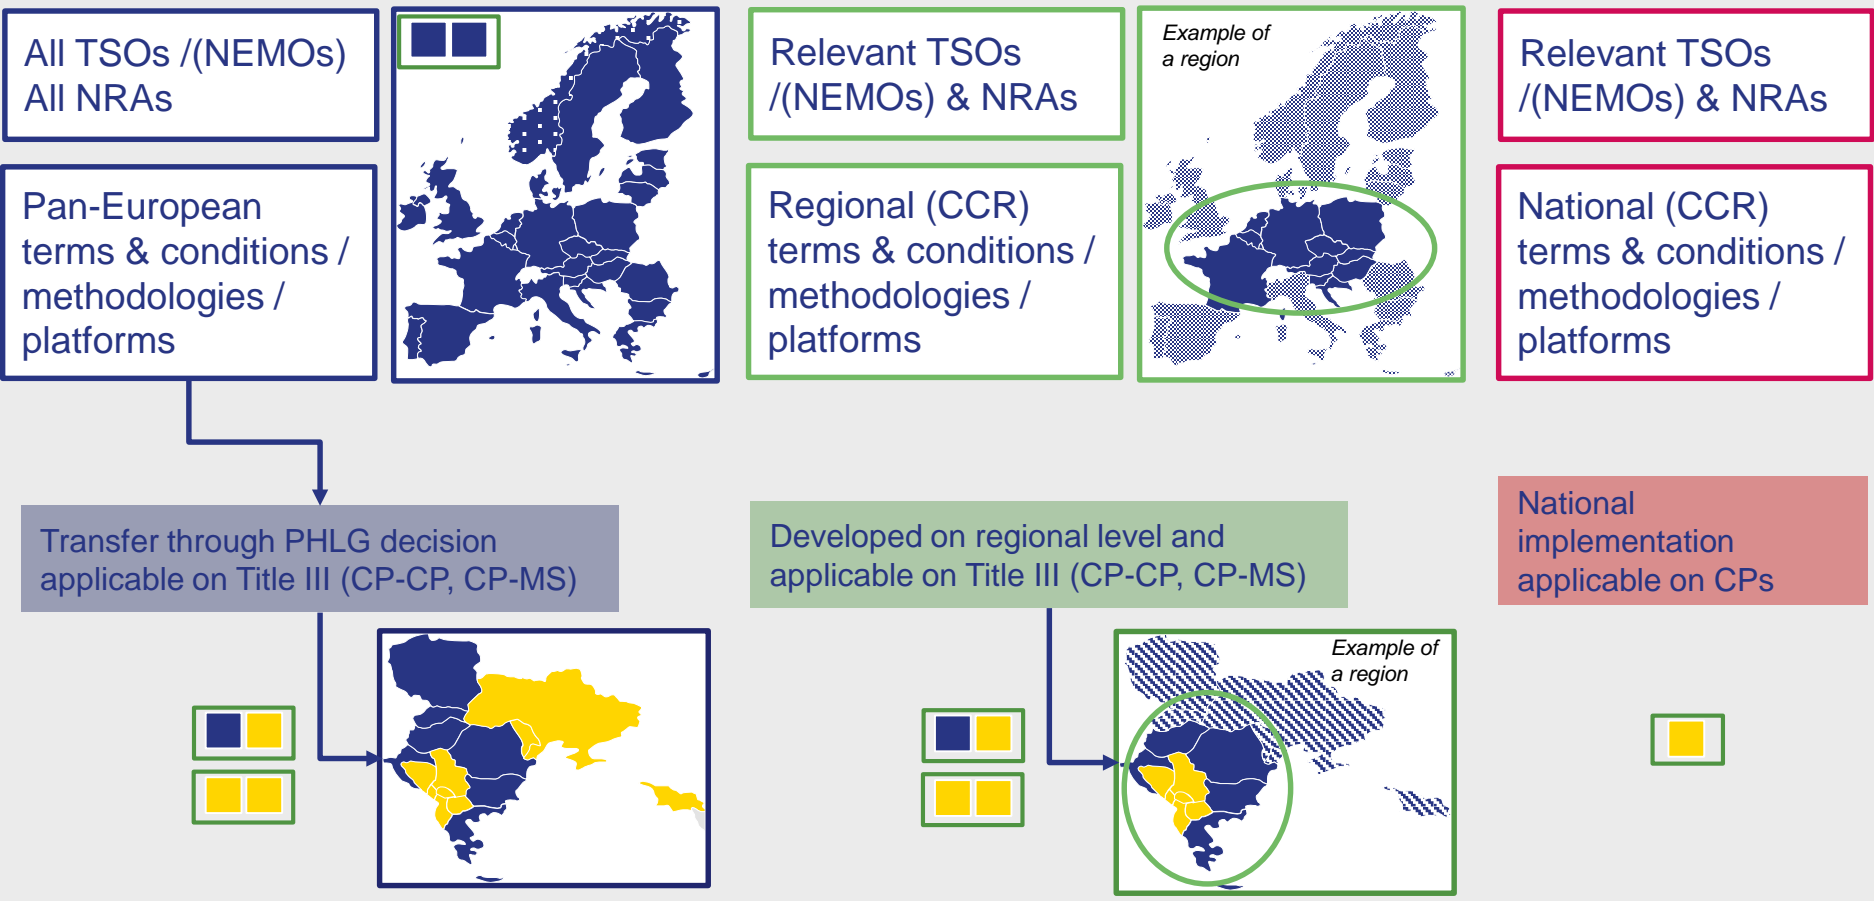 All TSOs /(NEMOs)
All NRAs
Pan-European
terms & conditions /
methodologies /
platforms
Relevant TSOs
/(NEMOs) & NRAs
Regional (CCR)
terms & conditions /
methodologies /
platforms
Example of
a region
Relevant TSOs
/(NEMOs) & NRAs
National (CCR)
terms & conditions /
methodologies /
platforms
Transfer through PHLG decision
applicable on Title III (CP-CP, CP-MS)
Developed on regional level and
applicable on Title III (CP-CP, CP-MS)
National
implementation
applicable on CPs
Example of
a region